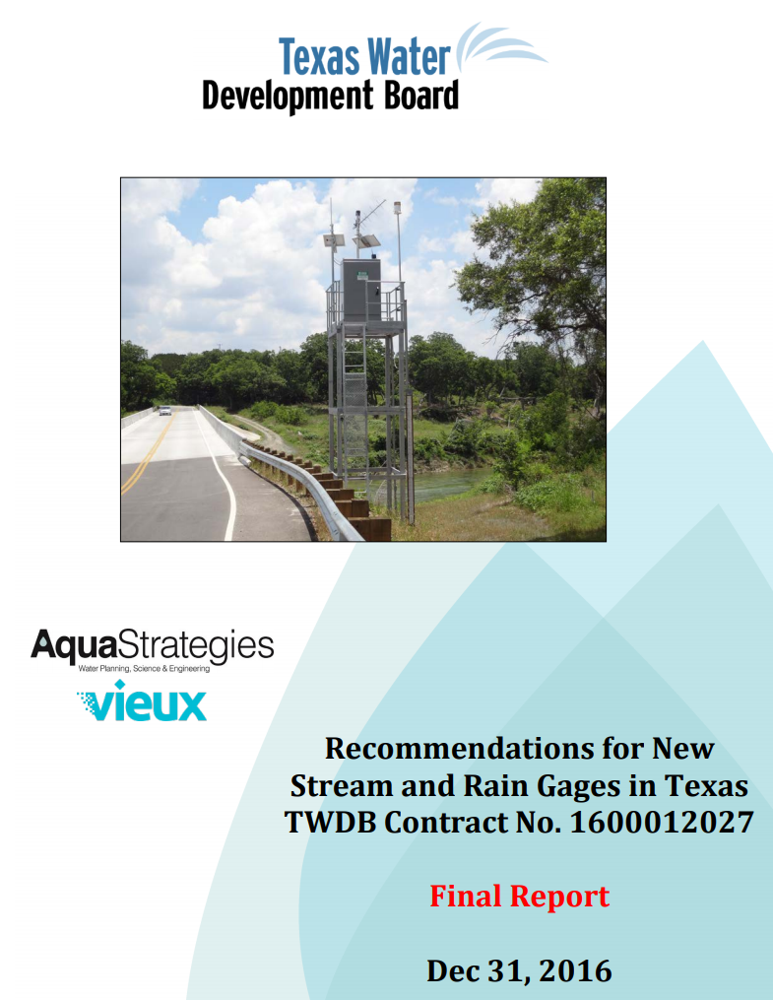 Texas Water
Development Board
AquaStrategies
Water Planning, Science & Engineering
vieux
Recommendations for New
Stream and Rain Gages in Texas
TWDB Contract No. 1600012027
Final Report
Dec 31, 2016